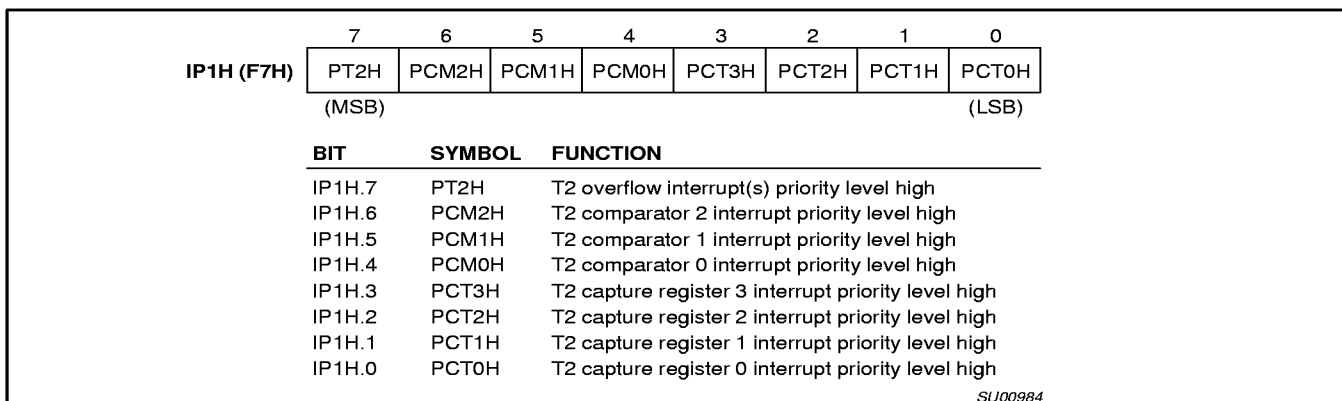 7 6 5 4 3 2 1 0
IP1H (F7H) PT2H PCM2H PCM1H PCM0H PCT3H PCT2H PCT1H PCT0H
(MSB) (LSB)
BIT SYMBOL FUNCTION
IP1H.7 PT2H T2 overflow interrupt(s) priority level high
IP1H.6 PCM2H T2 comparator 2 interrupt priority level high
IP1H.5 PCM1H T2 comparator 1 interrupt priority level high
IP1H.4 PCM0H T2 comparator 0 interrupt priority level high
IP1H.3 PCT3H T2 capture register 3 interrupt priority level high
IP1H.2 PCT2H T2 capture register 2 interrupt priority level high
IP1H.1 PCT1H T2 capture register 1 interrupt priority level high
IP1H.0 PCT0H T2 capture register 0 interrupt priority level high
SU00984